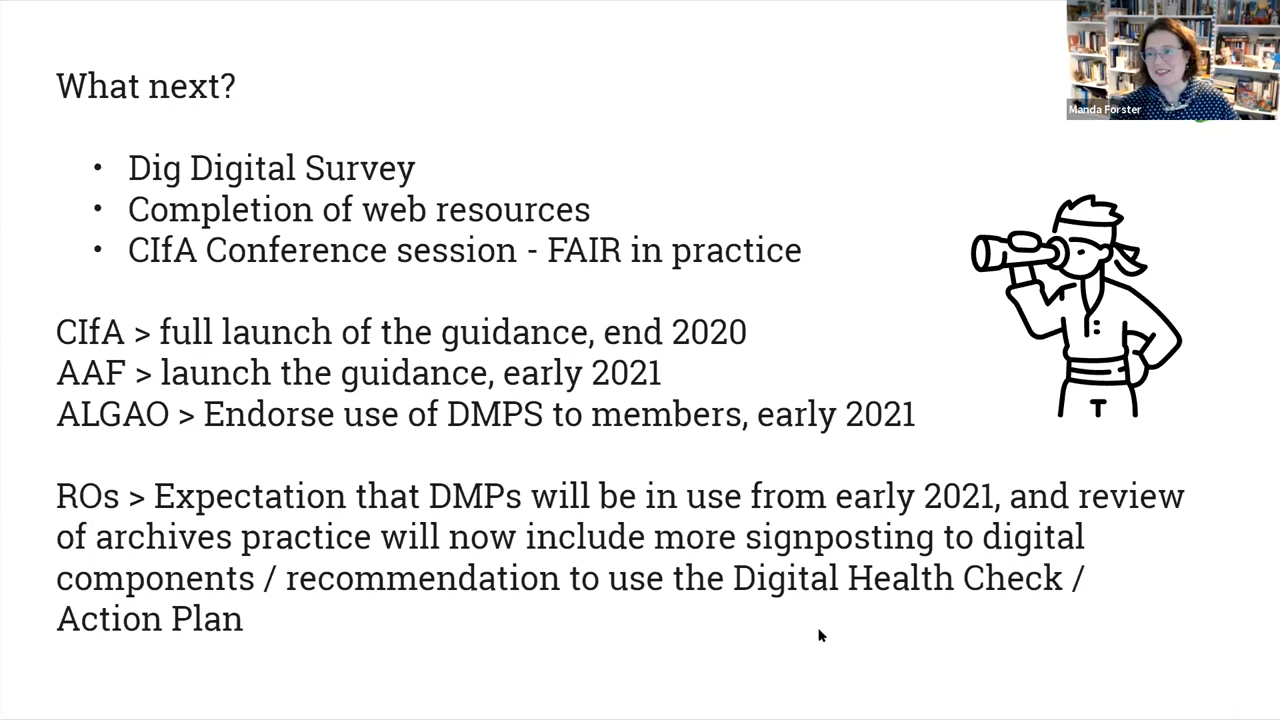 Manda Forster
What next?
• Dig Digital Survey
• Completion of web resources
• CIfA Conference session - FAIR in practice
CIfA > full launch of the guidance, end 2020
AAF > launch the guidance, early 2021
ALGAO > Endorse use of DMPS to members, early 2021
ROs > Expectation that DMPs will be in use from early 2021, and review
of archives practice will now include more signposting to digital
components / recommendation to use the Digital Health Check /
Action Plan